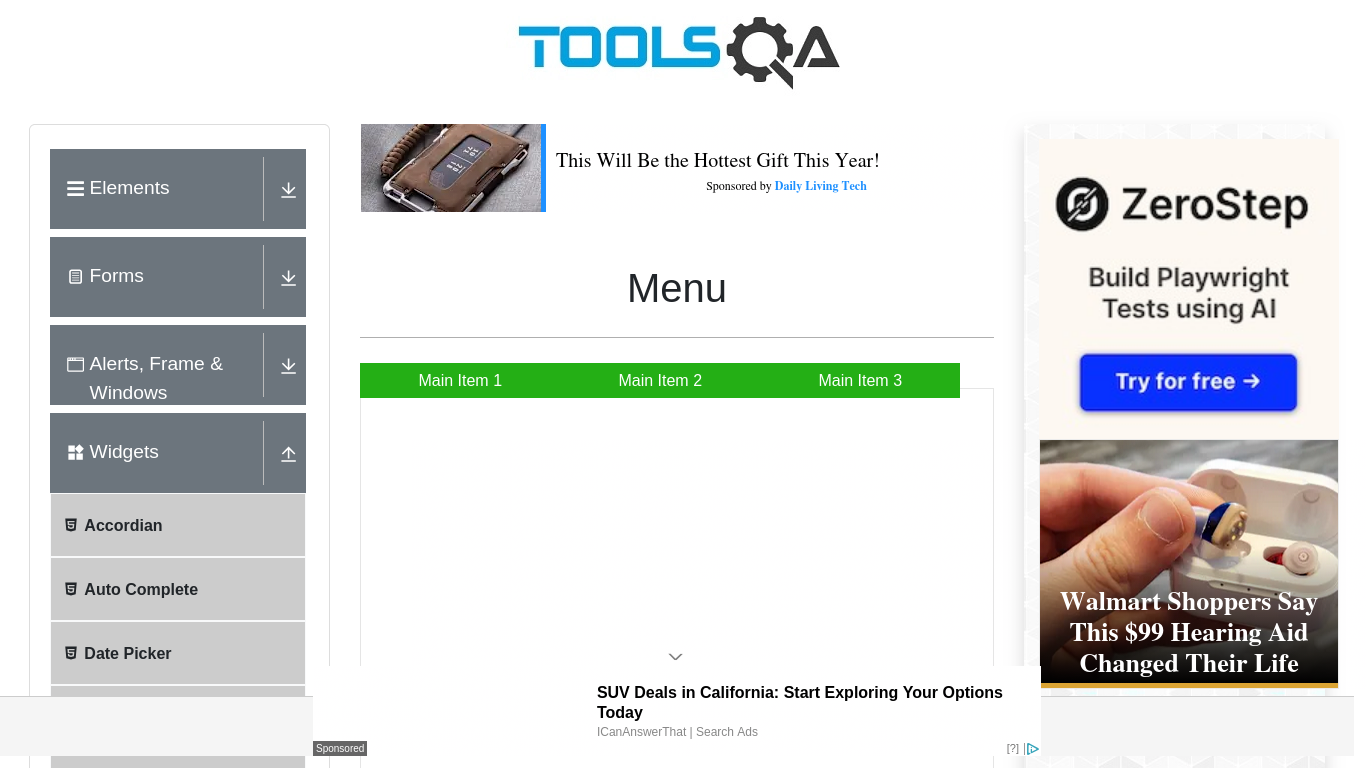 TOOLSQA
Elements
Forms
Alerts, Frame &
Windows
Widgets
Accordian
Auto Complete
Date Picker
This Will Be the Hottest Gift This Year!
Sponsored by Daily Living Tech
Menu
Main Item 1
Main Item 2
Main Item 3
ZeroStep
Build Playwright
Tests using AI
Try for free →
Walmart Shoppers Say
This $99 Hearing Aid
Changed Their Life
SUV Deals in California: Start Exploring Your Options
Today
ICanAnswerThat | Search Ads
Sponsored
[?]